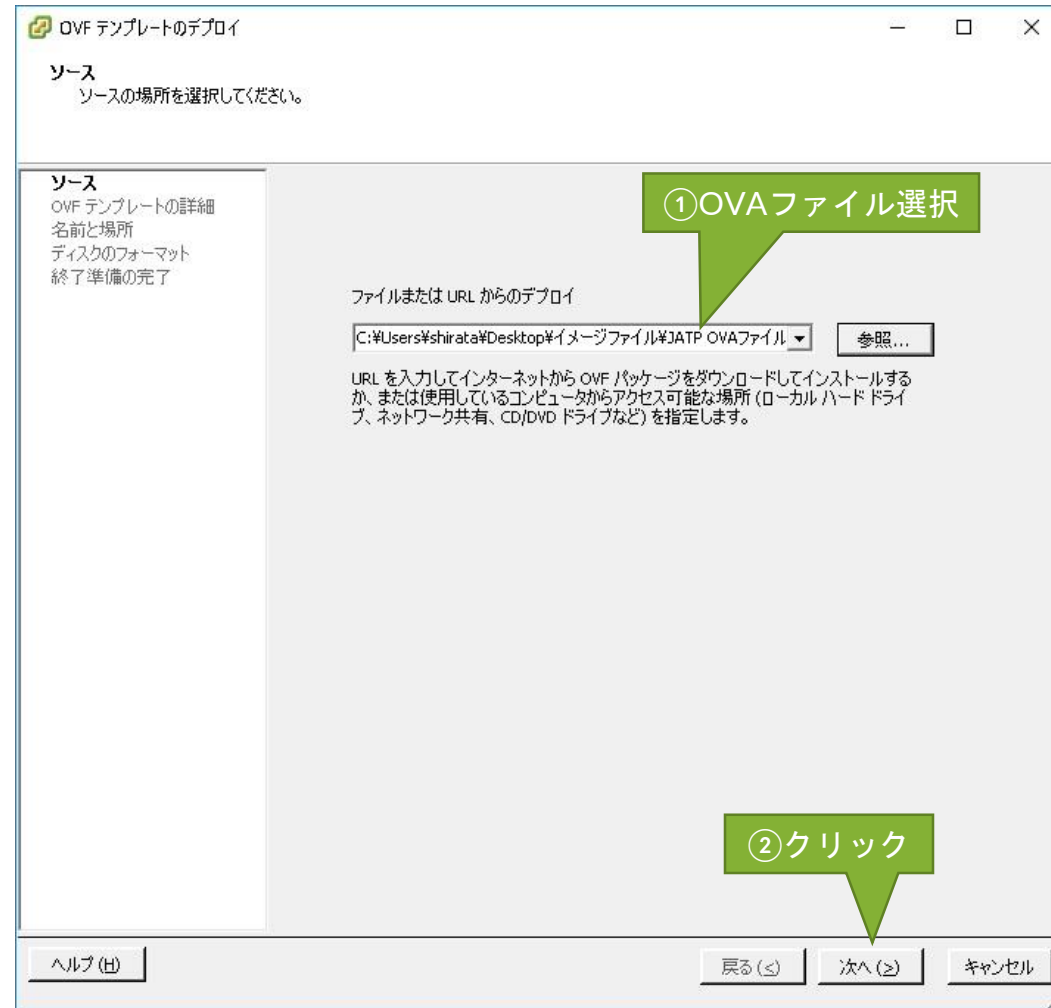 OVF テンプレートのデプロイ
ソース
ソースの場所を選択してください。
ソース
OVF テンプレートの詳細
名前と場所
ディスクのフォーマット
終了準備の完了
①OVAファイル選択
ファイルまたは URL からのデプロイ
C:¥Users¥shirata¥Desktop¥イメージファイル¥JATP OVAファイル
参照...
URL を入力してインターネットから OVF パッケージをダウンロードしてインストールする
か、または使用しているコンピュータからアクセス可能な場所 (ローカル ハード ドライ
ブ、ネットワーク共有、CD/DVD ドライブなど) を指定します。
②クリック
ヘルプ(H)
戻る(≤)
次へ(≥)
キャンセル